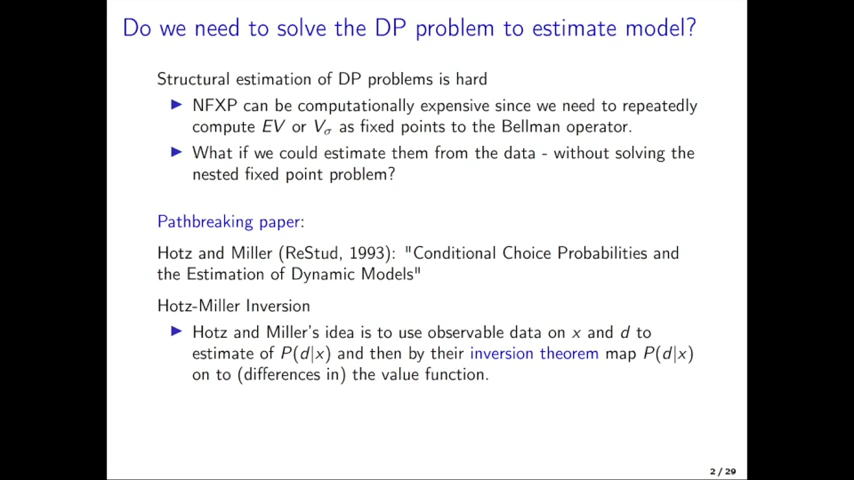 Do we need to solve the DP problem to estimate model?
Structural estimation of DP problems is hard
▶ NFXP can be computationally expensive since we need to repeatedly
compute EV or Vσ as fixed points to the Bellman operator.
▶ What if we could estimate them from the data - without solving the
nested fixed point problem?
Pathbreaking paper:
Hotz and Miller (ReStud, 1993): "Conditional Choice Probabilities and
the Estimation of Dynamic Models"
Hotz-Miller Inversion
▶ Hotz and Miller's idea is to use observable data on x and d to
estimate of P(d|x) and then by their inversion theorem map P(d|x)
on to (differences in) the value function.
2 / 29